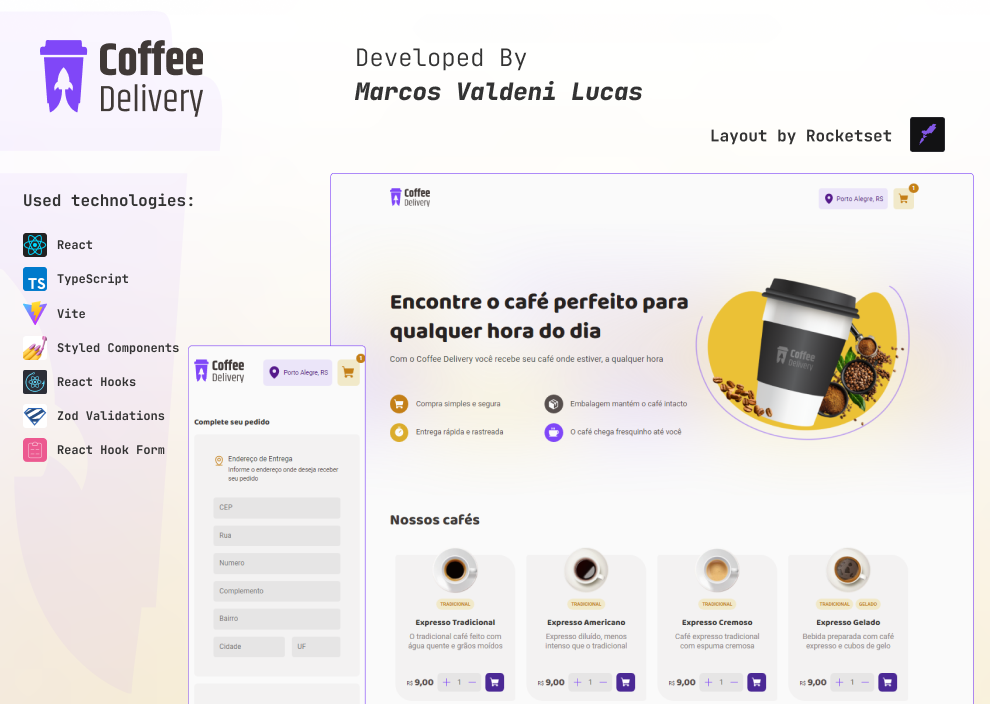 Coffee
Delivery
Developed By
Marcos Valdeni Lucas
Layout by Rocketset
Used technologies:
React
TS
TypeScript
Vite
Styled Components
React Hooks
Zod Validations
React Hook Form
Coffee
Delivery
Porto Alegre, RS
1
Complete seu pedido
Endereço de Entrega
Informe o endereço onde deseja receber
seu pedido
CEP
Rua
Numero
Complemento
Bairro
Cidade
UF
Coffee
Delivery
Porto Alegre, RS
1
Encontre o café perfeito para
qualquer hora do dia
Com o Coffee Delivery você recebe seu café onde estiver, a qualquer hora
Compra simples e segura
Embalagem mantém o café intacto
Entrega rápida e rastreada
O café chega fresquinho até você
Coffee
Delivery
Nossos cafés
TRADICIONAL
Expresso Tradicional
O tradicional café feito com
água quente e grãos moídos
R$ 9,00 + 1 −
TRADICIONAL
Expresso Americano
Expresso diluído, menos
intenso que o tradicional
R$ 9,00 + 1 −
TRADICIONAL
Expresso Cremoso
Café expresso tradicional
com espuma cremosa
R$ 9,00 + 1 −
TRADICIONAL GELADO
Expresso Gelado
Bebida preparada com café
expresso e cubos de gelo
R$ 9,00 + 1 −